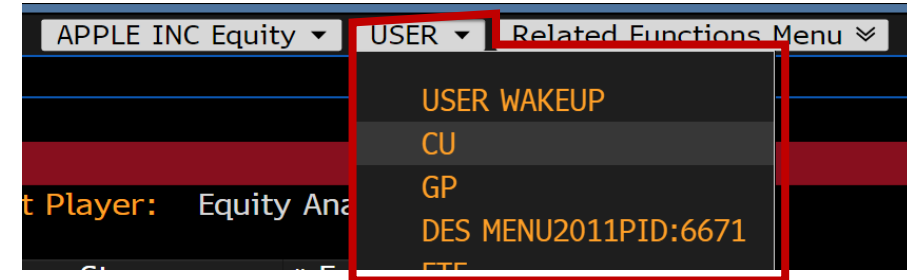 APPLE INC Equity USER Related Functions Menu
USER WAKEUP
CU
GP
t Player: Equity Ana
DES MENU2011PID:6671